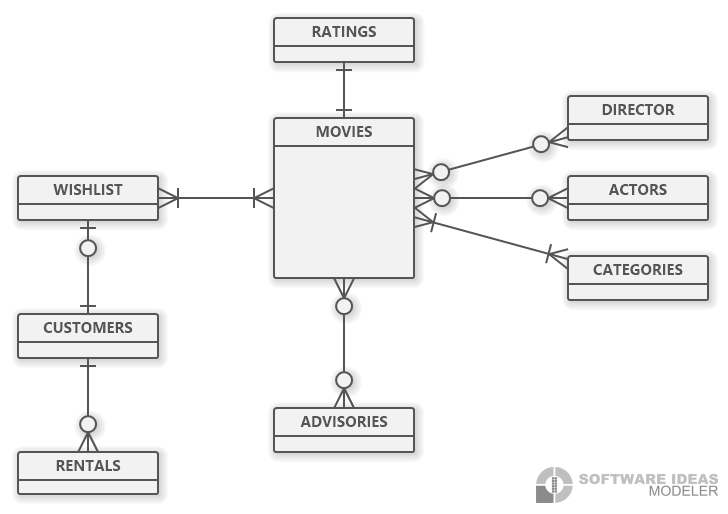 RATINGS
MOVIES
DIRECTOR
WISHLIST
ACTORS
CATEGORIES
CUSTOMERS
ADVISORIES
RENTALS
SOFTWARE IDEAS
MODELER